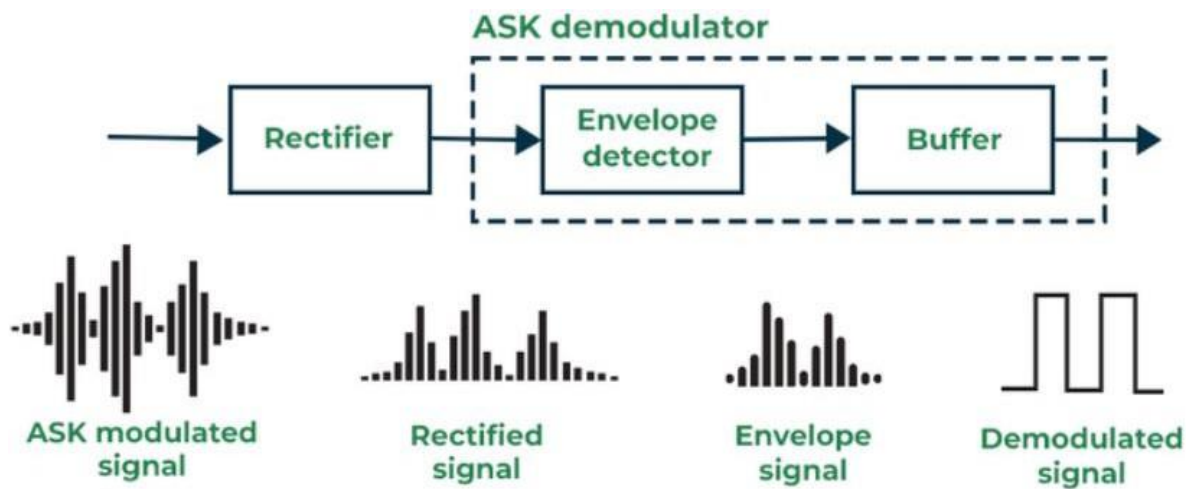 ASK demodulator
Rectifier
Envelope
detector
Buffer
ASK modulated
signal
Rectified
signal
Envelope
signal
Demodulated
signal